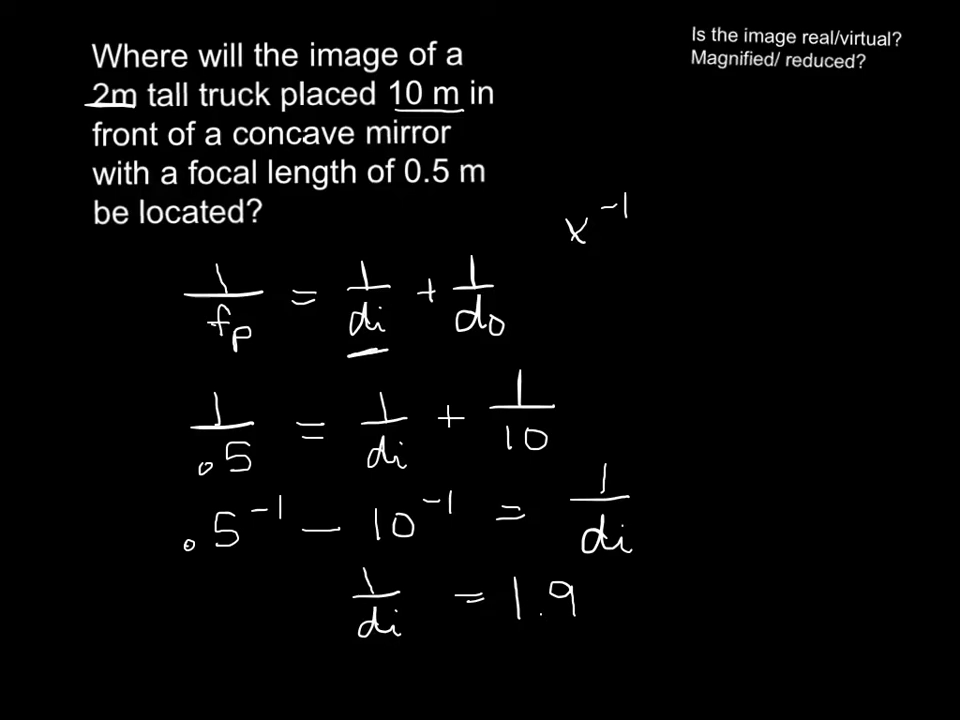 Where will the image of a
2m tall truck placed 10 m in
front of a concave mirror
with a focal length of 0.5 m
be located?
Is the image real/virtual?
Magnified/ reduced?
x⁻¹
1/fp = 1/di + 1/do
1/.5 = 1/di + 1/10
.5⁻¹ − 10⁻¹ = 1/di
1/di = 1.9